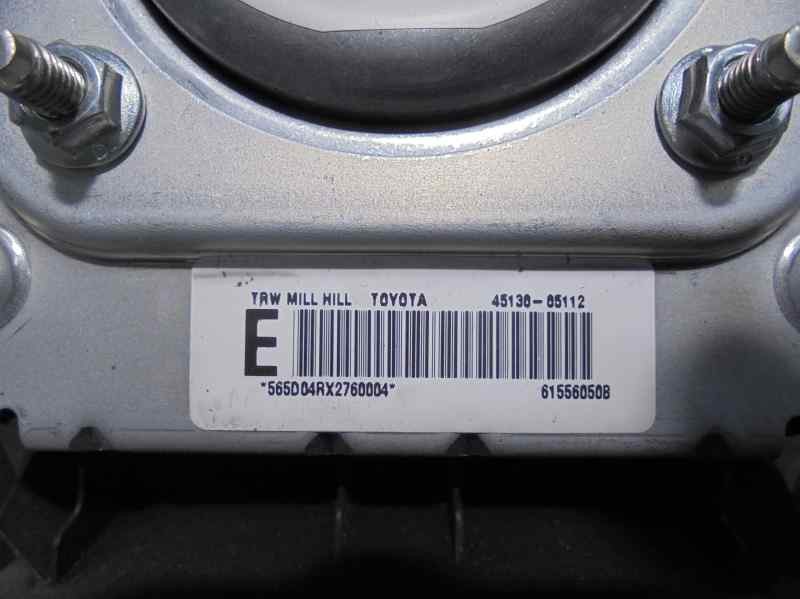 TRW MILL HILL TOYOTA 45130-05112
E
*565D04RX2760004* 61556050B